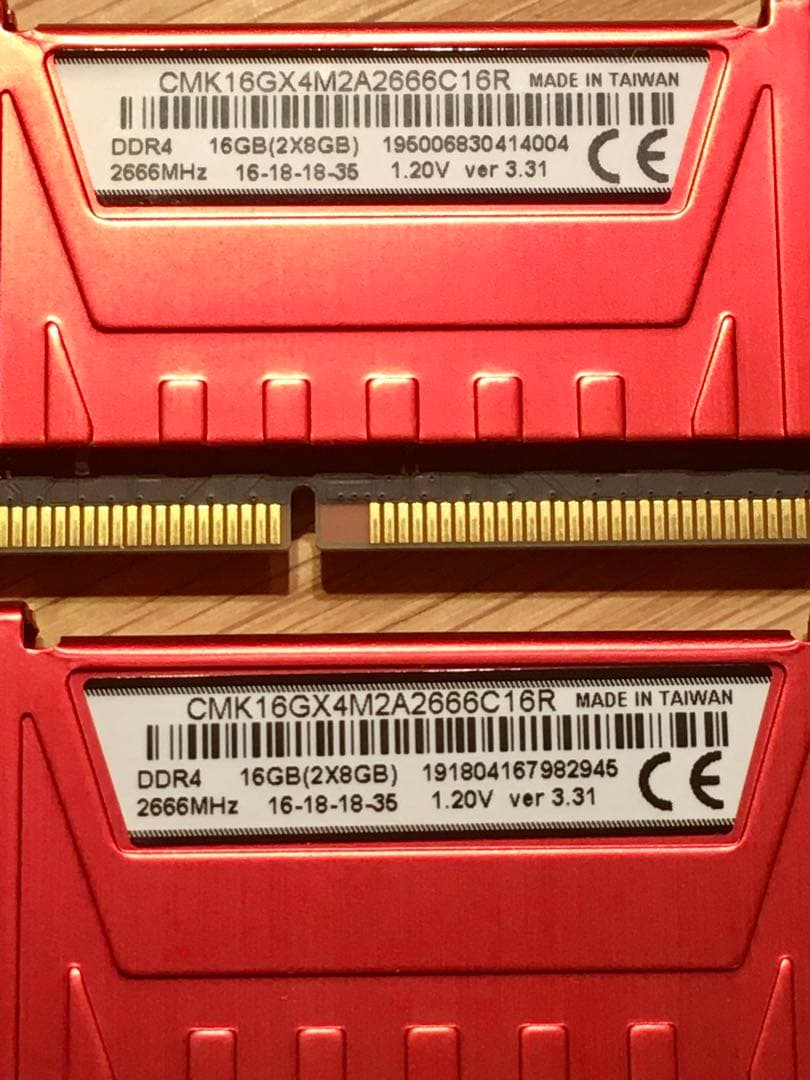 CMK16GX4M2A2666C16R MADE IN TAIWAN
DDR4 16GB(2X8GB) 195006830414004
2666MHz 16-18-18-35 1.20V ver 3.31
CE
CMK16GX4M2A2666C16R MADE IN TAIWAN
DDR4 16GB(2X8GB) 191804167982945
2666MHz 16-18-18-35 1.20V ver 3.31
CE